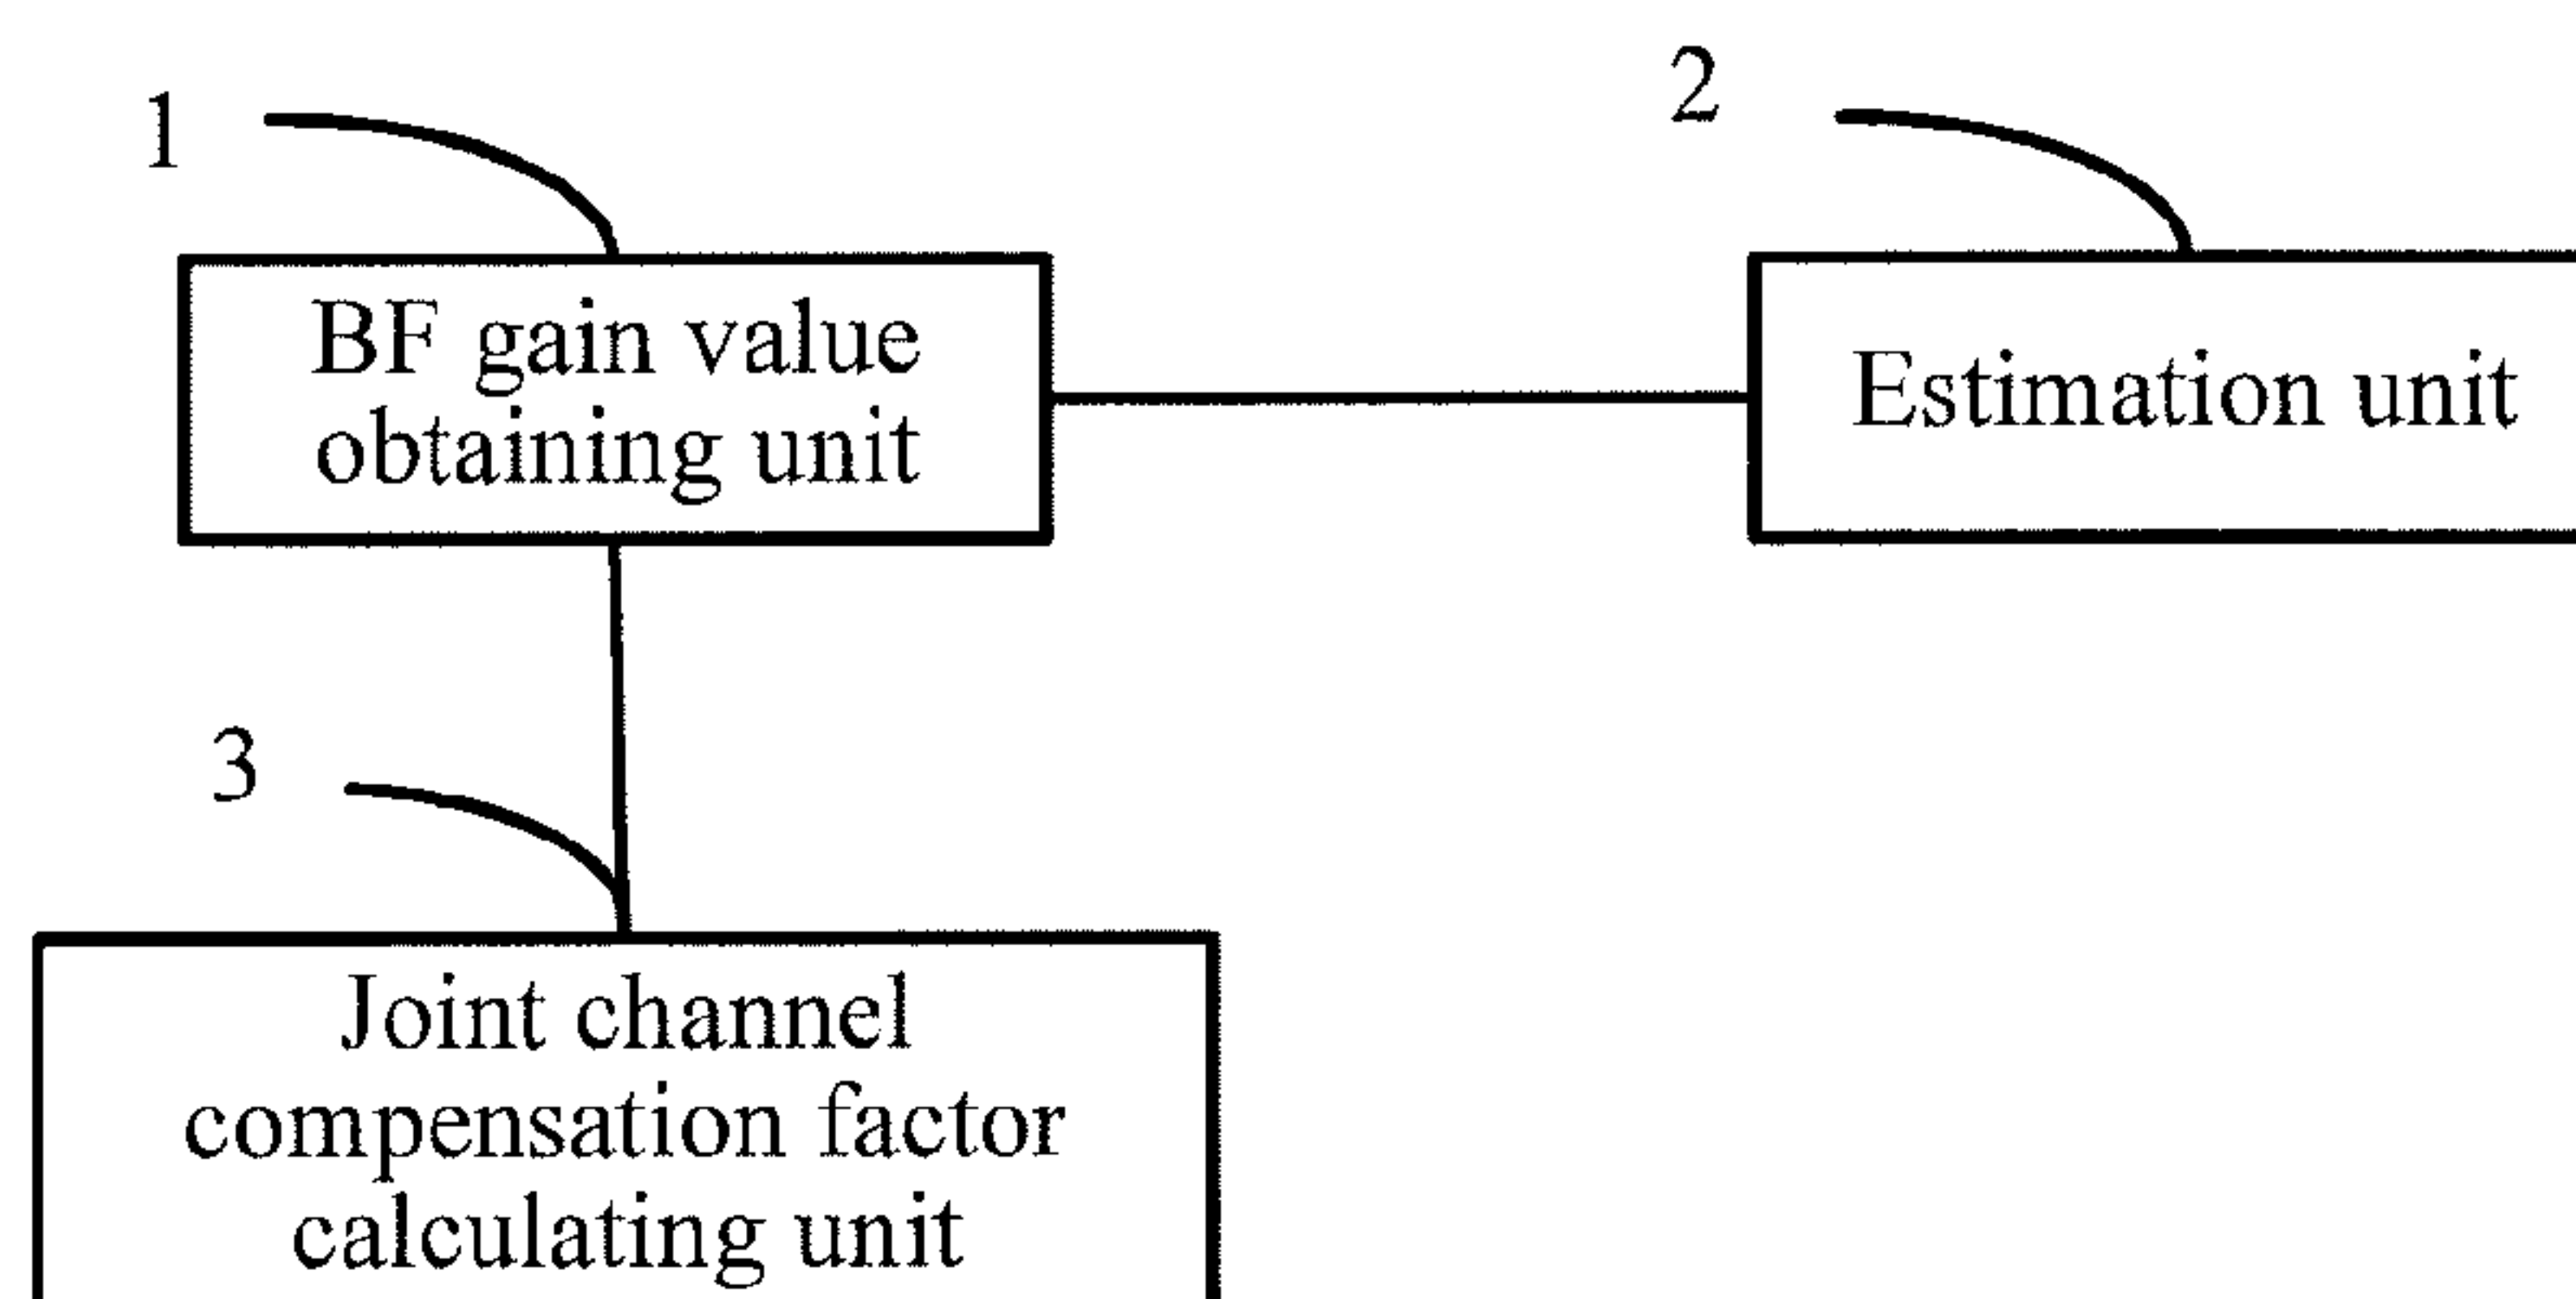 1
2
BF gain value
obtaining unit
Estimation unit
3
Joint channel
compensation factor
calculating unit